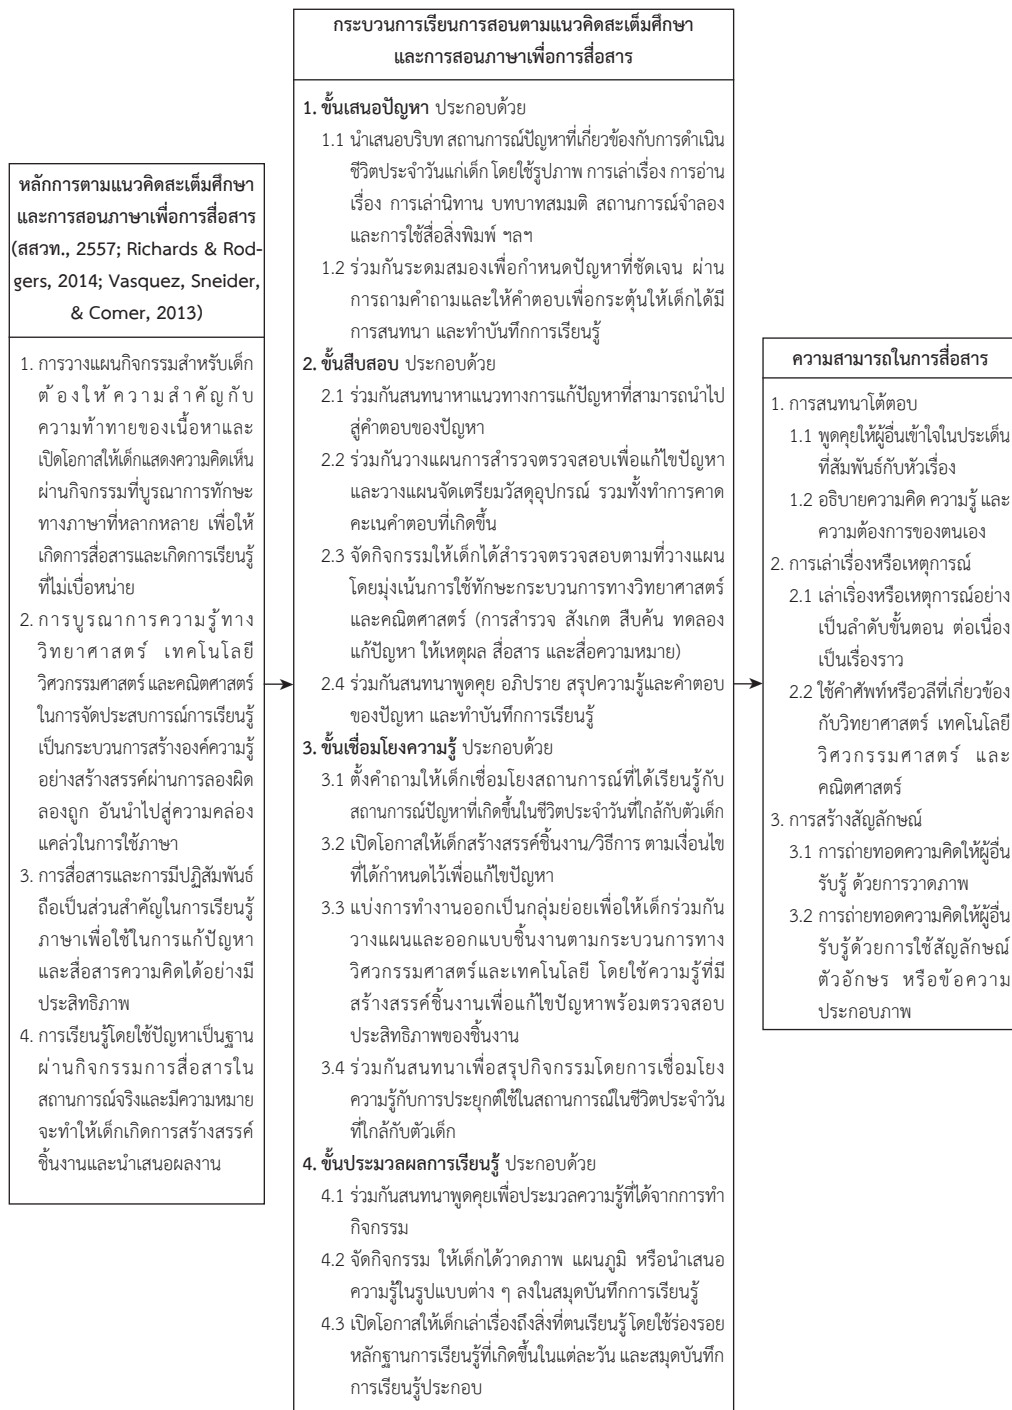 หลักการตามแนวคิดสะเต็มศึกษา
และการสอนภาษาเพื่อการสื่อสาร
(สสวท., 2557; Richards & Rod-
gers, 2014; Vasquez, Sneider,
& Comer, 2013)
1. การวางแผนกิจกรรมสำหรับเด็ก
ต้องให้ความสำคัญกับ
ความท้าทายของเนื้อหาและ
เปิดโอกาสให้เด็กแสดงความคิดเห็น
ผ่านกิจกรรมที่บูรณาการทักษะ
ทางภาษาที่หลากหลาย เพื่อให้
เกิดการสื่อสารและเกิดการเรียนรู้
ที่ไม่เบื่อหน่าย
2. การบูรณาการความรู้ทาง
วิทยาศาสตร์ เทคโนโลยี
วิศวกรรมศาสตร์ และคณิตศาสตร์
ในการจัดประสบการณ์การเรียนรู้
เป็นกระบวนการสร้างองค์ความรู้
อย่างสร้างสรรค์ผ่านการลองผิด
ลองถูก อันนำไปสู่ความคล่อง
แคล่วในการใช้ภาษา
3. การสื่อสารและการมีปฏิสัมพันธ์
ถือเป็นส่วนสำคัญในการเรียนรู้
ภาษาเพื่อใช้ในการแก้ปัญหา
และสื่อสารความคิดได้อย่างมี
ประสิทธิภาพ
4. การเรียนรู้โดยใช้ปัญหาเป็นฐาน
ผ่านกิจกรรมการสื่อสารใน
สถานการณ์จริงและมีความหมาย
จะทำให้เด็กเกิดการสร้างสรรค์
ชิ้นงานและนำเสนอผลงาน
กระบวนการเรียนการสอนตามแนวคิดสะเต็มศึกษา
และการสอนภาษาเพื่อการสื่อสาร
1. ขั้นเสนอปัญหา ประกอบด้วย
1.1 นำเสนอบริบท สถานการณ์ปัญหาที่เกี่ยวข้องกับการดำเนิน
ชีวิตประจำวันแก่เด็ก โดยใช้รูปภาพ การเล่าเรื่อง การอ่าน
เรื่อง การเล่านิทาน บทบาทสมมติ สถานการณ์จำลอง
และการใช้สื่อสิ่งพิมพ์ ฯลฯ
1.2 ร่วมกันระดมสมองเพื่อกำหนดปัญหาที่ชัดเจน ผ่าน
การถามคำถามและให้คำตอบเพื่อกระตุ้นให้เด็กได้มี
การสนทนา และทำบันทึกการเรียนรู้
2. ขั้นสืบสอบ ประกอบด้วย
2.1 ร่วมกันสนทนาหาแนวทางการแก้ปัญหาที่สามารถนำไป
สู่คำตอบของปัญหา
2.2 ร่วมกันวางแผนการสำรวจตรวจสอบเพื่อแก้ไขปัญหา
และวางแผนจัดเตรียมวัสดุอุปกรณ์ รวมทั้งทำการคาด
คะเนคำตอบที่เกิดขึ้น
2.3 จัดกิจกรรมให้เด็กได้สำรวจตรวจสอบตามที่วางแผน
โดยมุ่งเน้นการใช้ทักษะกระบวนการทางวิทยาศาสตร์
และคณิตศาสตร์ (การสำรวจ สังเกต สืบค้น ทดลอง
แก้ปัญหา ให้เหตุผล สื่อสาร และสื่อความหมาย)
2.4 ร่วมกันสนทนาพูดคุย อภิปราย สรุปความรู้และคำตอบ
ของปัญหา และทำบันทึกการเรียนรู้
3. ขั้นเชื่อมโยงความรู้ ประกอบด้วย
3.1 ตั้งคำถามให้เด็กเชื่อมโยงสถานการณ์ที่ได้เรียนรู้กับ
สถานการณ์ปัญหาที่เกิดขึ้นในชีวิตประจำวันที่ใกล้กับตัวเด็ก
3.2 เปิดโอกาสให้เด็กสร้างสรรค์ชิ้นงาน/วิธีการ ตามเงื่อนไข
ที่ได้กำหนดไว้เพื่อแก้ไขปัญหา
3.3 แบ่งการทำงานออกเป็นกลุ่มย่อยเพื่อให้เด็กร่วมกัน
วางแผนและออกแบบชิ้นงานตามกระบวนการทาง
วิศวกรรมศาสตร์และเทคโนโลยี โดยใช้ความรู้ที่มี
สร้างสรรค์ชิ้นงานเพื่อแก้ไขปัญหาพร้อมตรวจสอบ
ประสิทธิภาพของชิ้นงาน
3.4 ร่วมกันสนทนาเพื่อสรุปกิจกรรมโดยการเชื่อมโยง
ความรู้กับการประยุกต์ใช้ในสถานการณ์ในชีวิตประจำวัน
ที่ใกล้กับตัวเด็ก
4. ขั้นประมวลผลการเรียนรู้ ประกอบด้วย
4.1 ร่วมกันสนทนาพูดคุยเพื่อประมวลความรู้ที่ได้จากการทำ
กิจกรรม
4.2 จัดกิจกรรม ให้เด็กได้วาดภาพ แผนภูมิ หรือนำเสนอ
ความรู้ในรูปแบบต่าง ๆ ลงในสมุดบันทึกการเรียนรู้
4.3 เปิดโอกาสให้เด็กเล่าเรื่องถึงสิ่งที่ตนเรียนรู้ โดยใช้ร่องรอย
หลักฐานการเรียนรู้ที่เกิดขึ้นในแต่ละวัน และสมุดบันทึก
การเรียนรู้ประกอบ
ความสามารถในการสื่อสาร
1. การสนทนาโต้ตอบ
1.1 พูดคุยให้ผู้อื่นเข้าใจในประเด็น
ที่สัมพันธ์กับหัวเรื่อง
1.2 อธิบายความคิด ความรู้ และ
ความต้องการของตนเอง
2. การเล่าเรื่องหรือเหตุการณ์
2.1 เล่าเรื่องหรือเหตุการณ์อย่าง
เป็นลำดับขั้นตอน ต่อเนื่อง
เป็นเรื่องราว
2.2 ใช้คำศัพท์หรือวลีที่เกี่ยวข้อง
กับวิทยาศาสตร์ เทคโนโลยี
วิศวกรรมศาสตร์ และ
คณิตศาสตร์
3. การสร้างสัญลักษณ์
3.1 การถ่ายทอดความคิดให้ผู้อื่น
รับรู้ ด้วยการวาดภาพ
3.2 การถ่ายทอดความคิดให้ผู้อื่น
รับรู้ด้วยการใช้สัญลักษณ์
ตัวอักษร หรือข้อความ
ประกอบภาพ